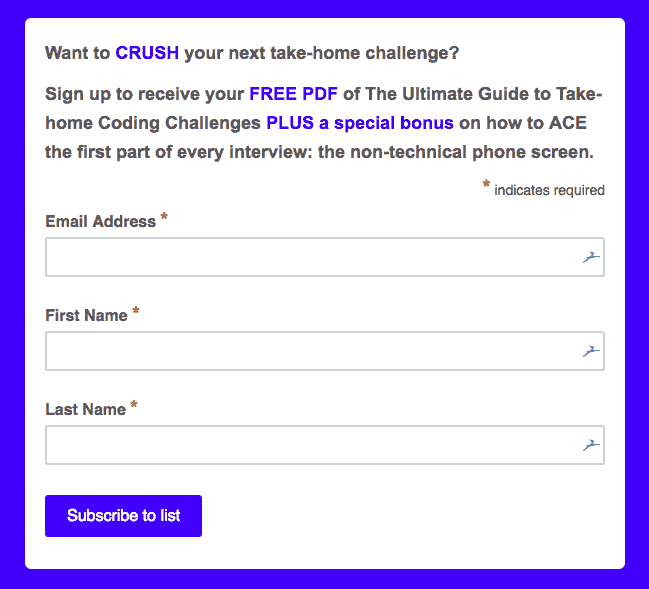 Want to CRUSH your next take-home challenge?
Sign up to receive your FREE PDF of The Ultimate Guide to Take-
home Coding Challenges PLUS a special bonus on how to ACE
the first part of every interview: the non-technical phone screen.
* indicates required
Email Address *
First Name *
Last Name *
Subscribe to list